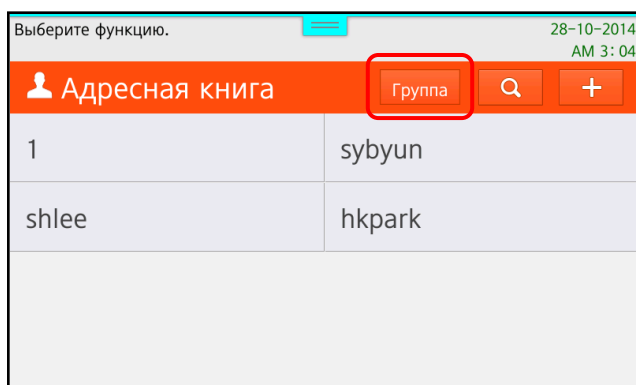 Выберите функцию.
28-10-2014
AM 3:04
Адресная книга
Группа
1
sybyun
shlee
hkpark